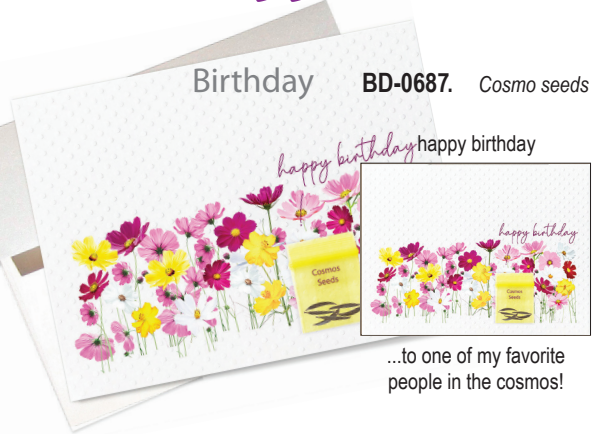 Birthday
BD-0687. Cosmo seeds
happy birthday
happy birthday
happy birthday
Cosmos
Seeds
Cosmos
Seeds
...to one of my favorite
people in the cosmos!